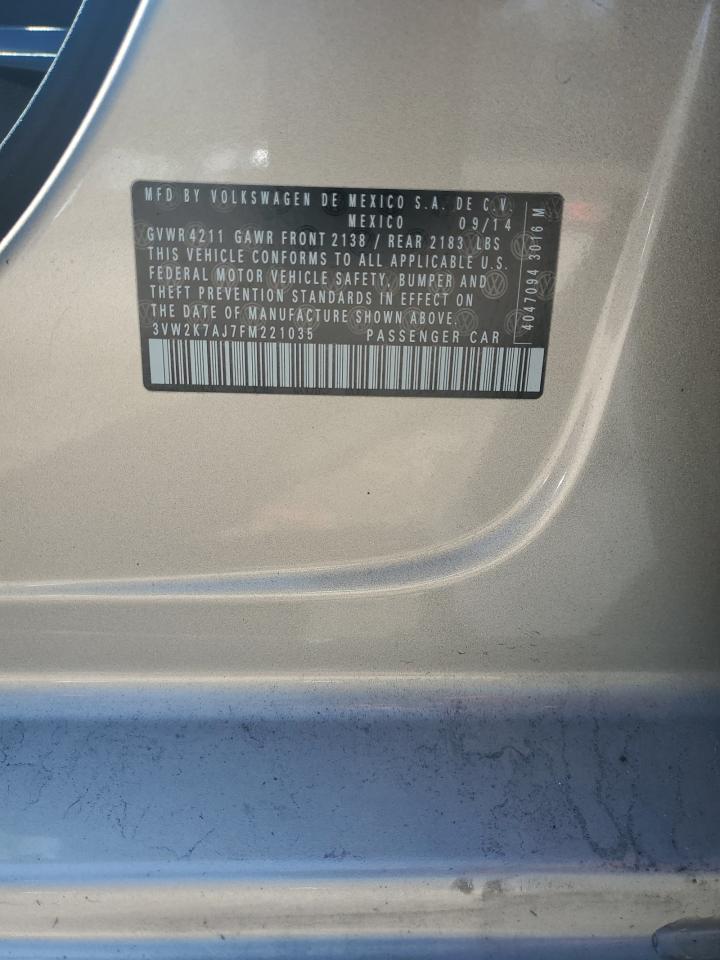 MFD BY VOLKSWAGEN DE MEXICO S.A. DE C.V.
MEXICO 09/14
GVWR 4211 GAWR FRONT 2138 / REAR 2183 LBS
THIS VEHICLE CONFORMS TO ALL APPLICABLE U.S.
FEDERAL MOTOR VEHICLE SAFETY, BUMPER AND
THEFT PREVENTION STANDARDS IN EFFECT ON
THE DATE OF MANUFACTURE SHOWN ABOVE.
3VW2K7AJ7FM221035 PASSENGER CAR
4047094 3016 M